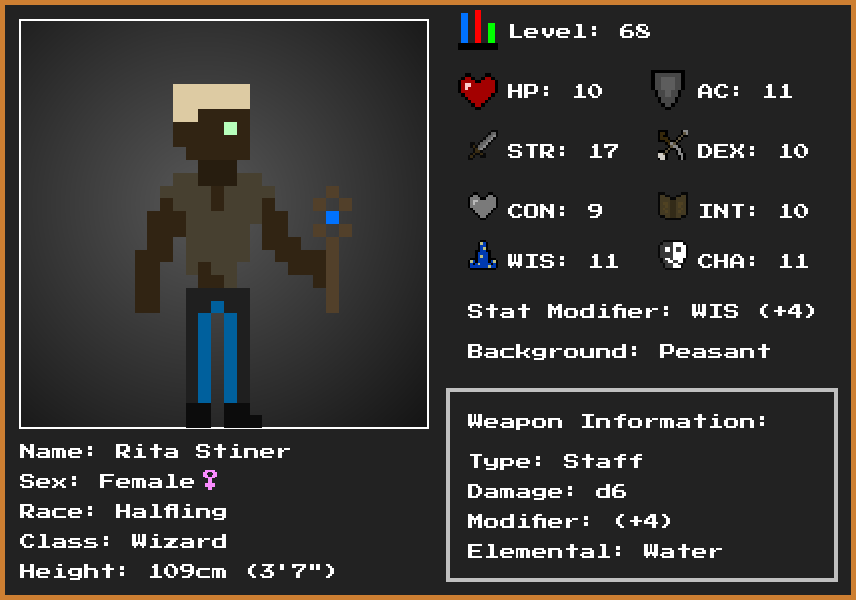 Level: 68
HP: 10
AC: 11
STR: 17
DEX: 10
CON: 9
INT: 10
WIS: 11
CHA: 11
Stat Modifier: WIS (+4)
Background: Peasant
Weapon Information:
Type: Staff
Damage: d6
Modifier: (+4)
Elemental: Water
Name: Rita Stiner
Sex: Female♀
Race: Halfling
Class: Wizard
Height: 109cm (3'7")